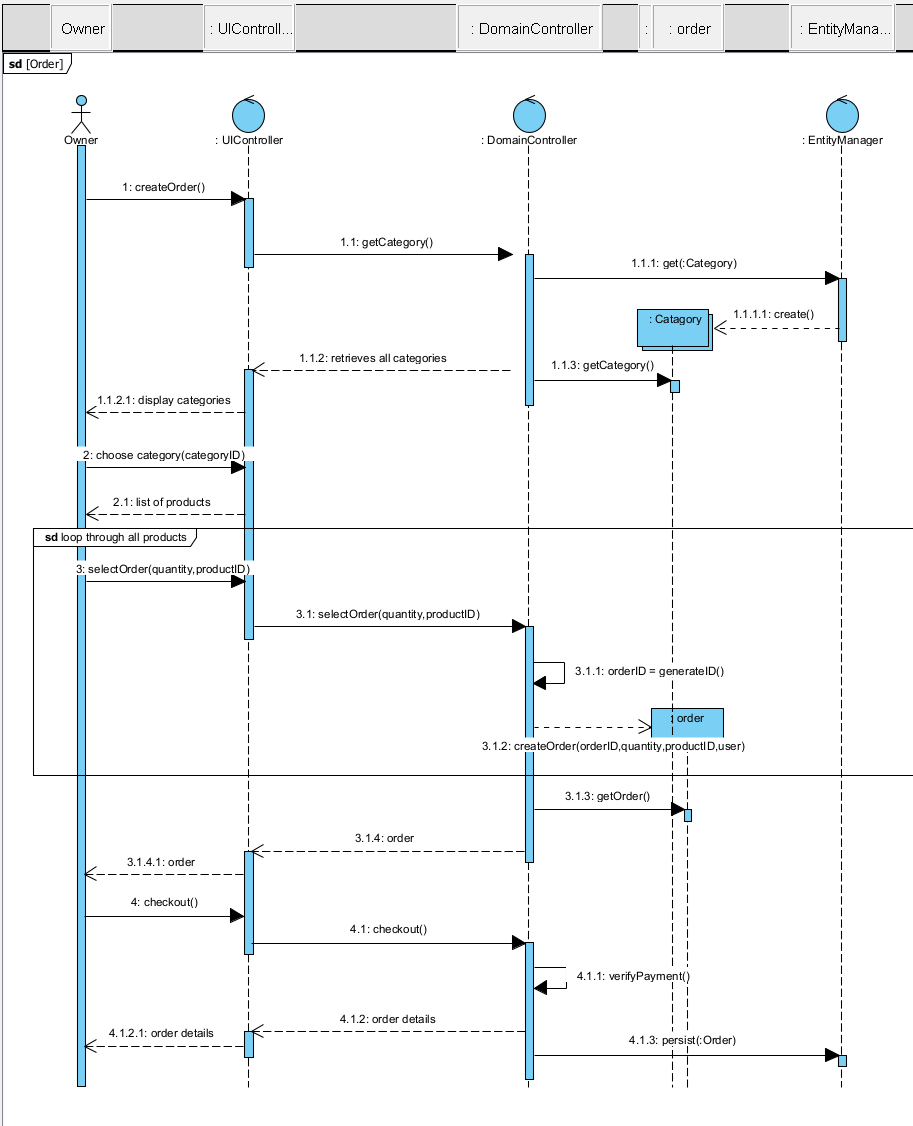 Owner
: UIControll...
: DomainController
:
: order
: EntityMana...
sd [Order]
Owner
: UIController
: DomainController
: EntityManager
1: createOrder()
1.1: getCategory()
1.1.1: get(:Category)
: Catagory
1.1.1.1: create()
1.1.2: retrieves all categories
1.1.3: getCategory()
1.1.2.1: display categories
2: choose category(categoryID)
2.1: list of products
sd loop through all products
3: selectOrder(quantity,productID)
3.1: selectOrder(quantity,productID)
3.1.1: orderID = generateID()
: order
3.1.2: createOrder(orderID,quantity,productID,user)
3.1.3: getOrder()
3.1.4: order
3.1.4.1: order
4: checkout()
4.1: checkout()
4.1.1: verifyPayment()
4.1.2: order details
4.1.2.1: order details
4.1.3: persist(:Order)